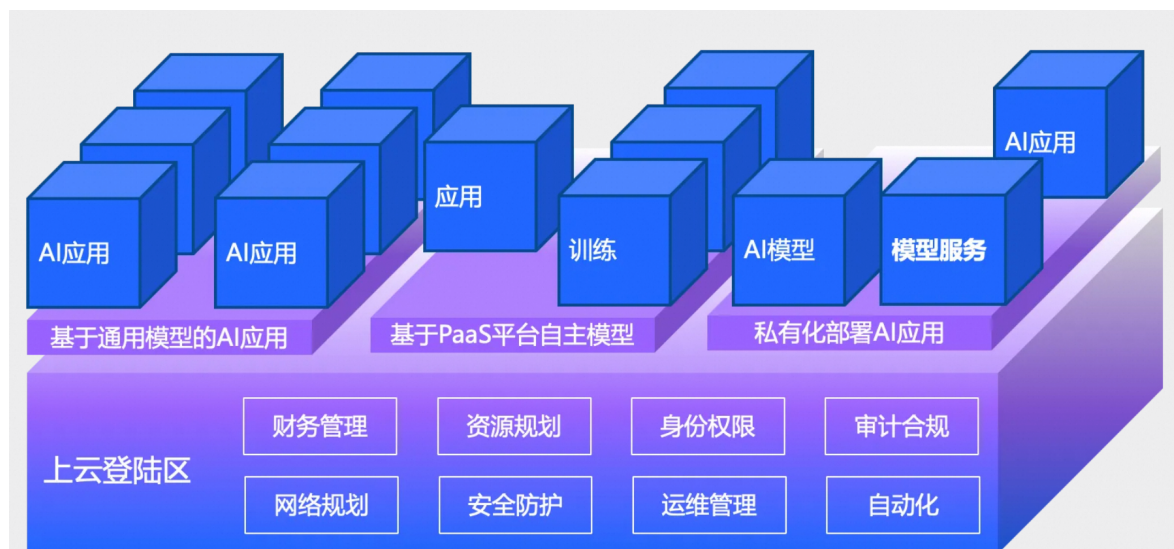 AI应用
应用
AI应用
AI应用
训练
AI模型
模型服务
基于通用模型的AI应用
基于PaaS平台自主模型
私有化部署AI应用
财务管理
资源规划
身份权限
审计合规
上云登陆区
网络规划
安全防护
运维管理
自动化